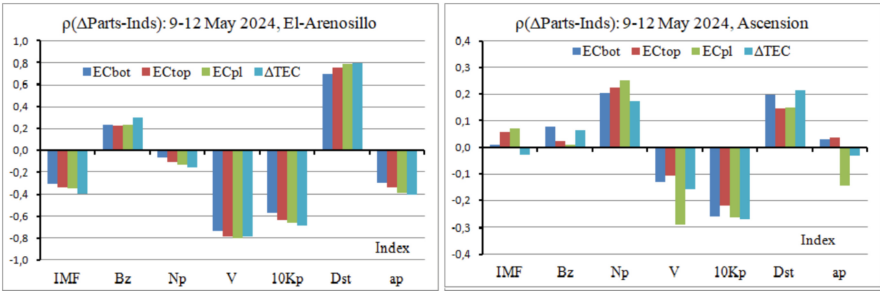 ρ(ΔParts-Inds): 9-12 May 2024, El-Arenosillo
1,0
0,8
0,6
0,4
0,2
0,0
-0,2
-0,4
-0,6
-0,8
-1,0
ECbot ECtop ECpl ΔTEC
Index
IMF Bz Np V 10Kp Dst ap
ρ(ΔParts-Inds): 9-12 May 2024, Ascension
0,4
0,3
0,2
0,1
0,0
-0,1
-0,2
-0,3
-0,4
ECbot ECtop ECpl ΔTEC
Index
IMF Bz Np V 10Kp Dst ap